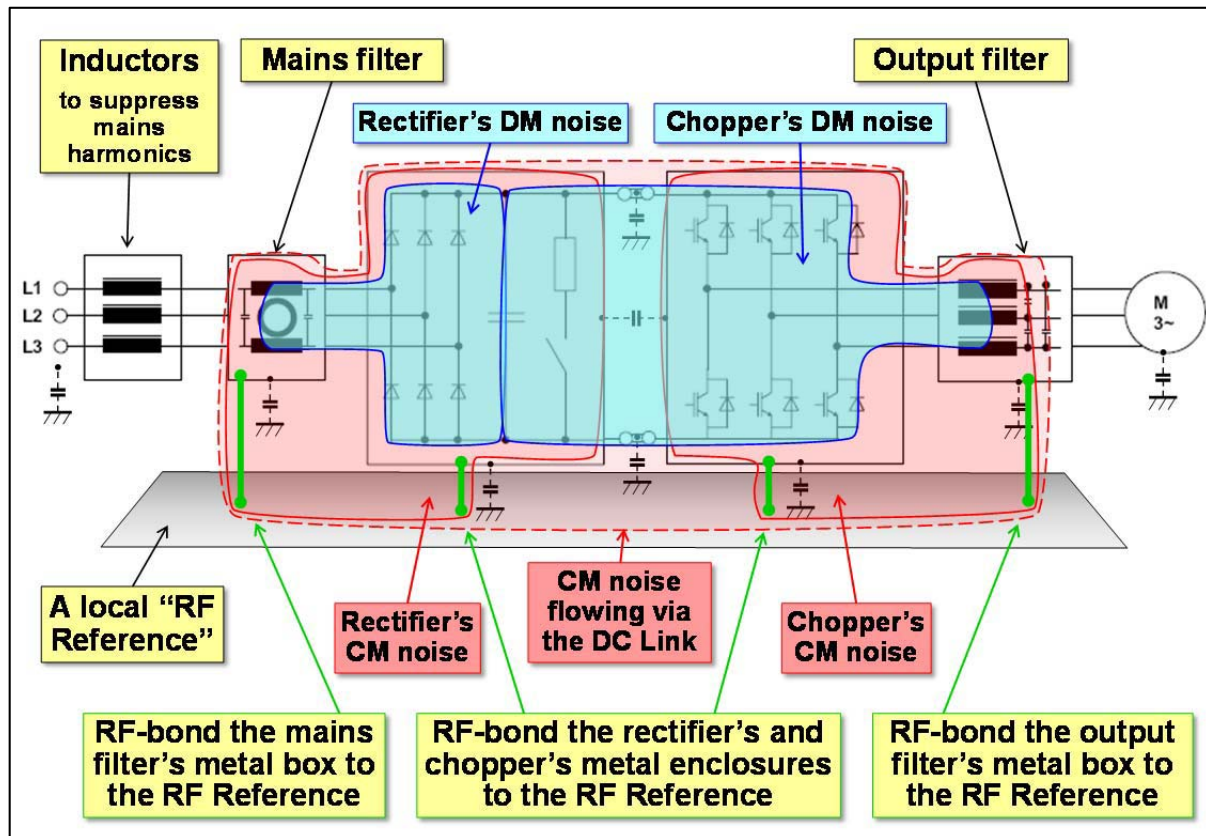 Inductors
to suppress
mains
harmonics
Mains filter
Output filter
Rectifier’s DM noise
Chopper’s DM noise
L1
L2
L3
M
3~
A local “RF
Reference”
Rectifier’s
CM noise
CM noise
flowing via
the DC Link
Chopper’s
CM noise
RF-bond the mains
filter’s metal box to
the RF Reference
RF-bond the rectifier’s and
chopper’s metal enclosures
to the RF Reference
RF-bond the output
filter’s metal box to
the RF Reference